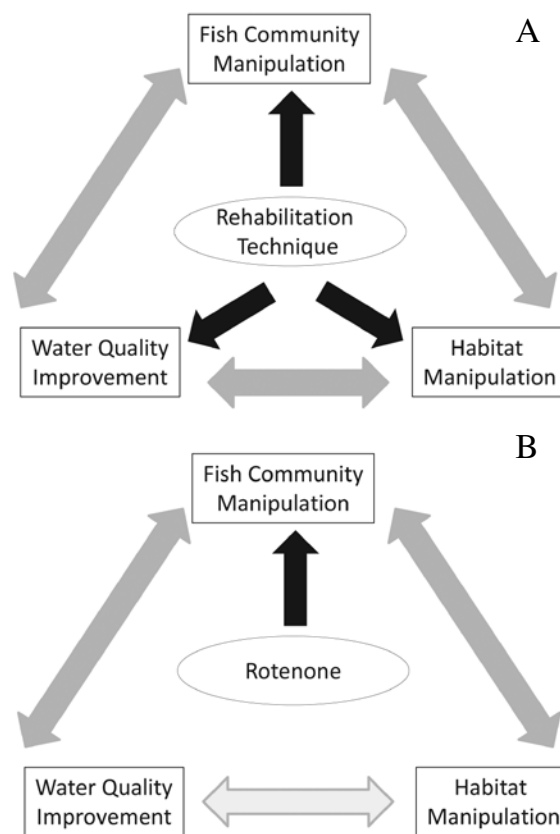 A
Fish Community
Manipulation
Rehabilitation
Technique
Water Quality
Improvement
Habitat
Manipulation
B
Fish Community
Manipulation
Rotenone
Water Quality
Improvement
Habitat
Manipulation